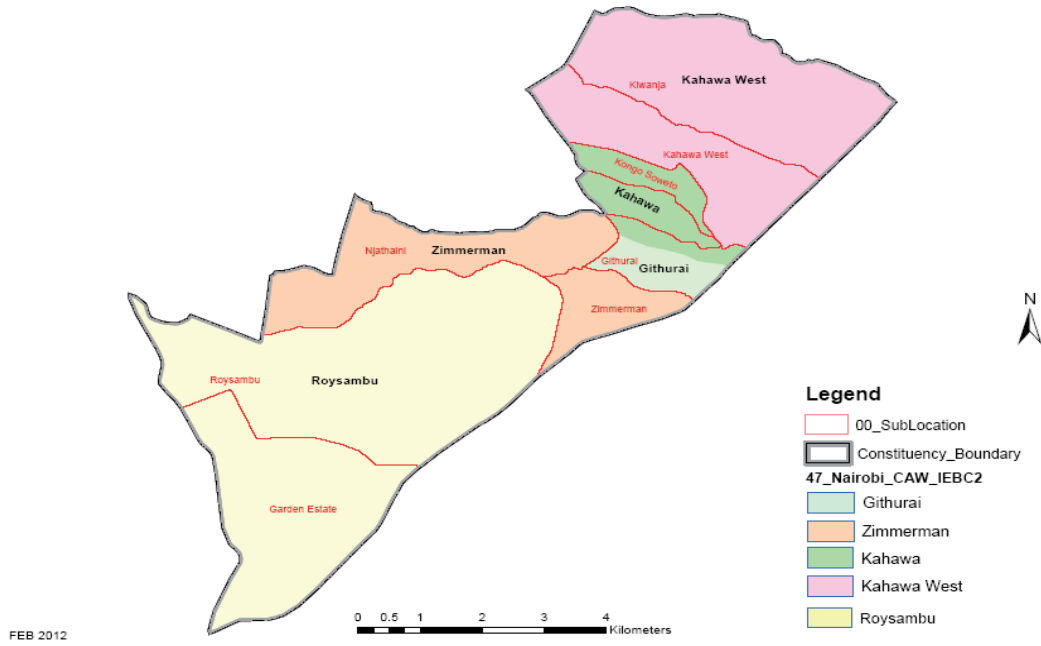 Kahawa West
Kiwanja
Kahawa West
Kongo Soweto
Kahawa
Njathaini
Zimmerman
Githurai
Githurai
Zimmerman
Roysambu
Roysambu
Garden Estate
N
Legend
00_SubLocation
Constituency_Boundary
47_Nairobi_CAW_IEBC2
Githurai
Zimmerman
Kahawa
Kahawa West
Roysambu
0 0.5 1 2 3 4
Kilometers
FEB 2012